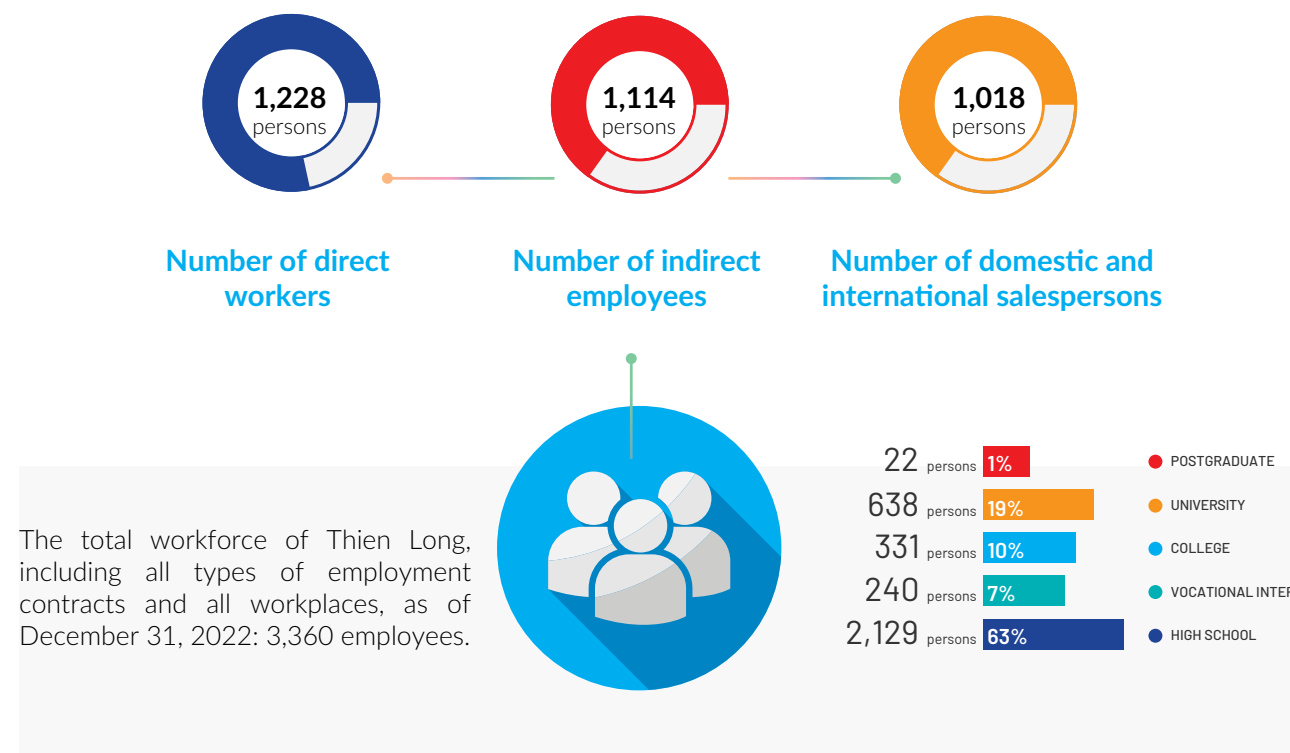 1,228
persons
1,114
persons
1,018
persons
Number of direct
workers
Number of indirect
employees
Number of domestic and
international salespersons
The total workforce of Thien Long,
including all types of employment
contracts and all workplaces, as of
December 31, 2022: 3,360 employees.
22 persons 1% POSTGRADUATE
638 persons 19% UNIVERSITY
331 persons 10% COLLEGE
240 persons 7% VOCATIONAL
2,129 persons 63% HIGH SCHOOL